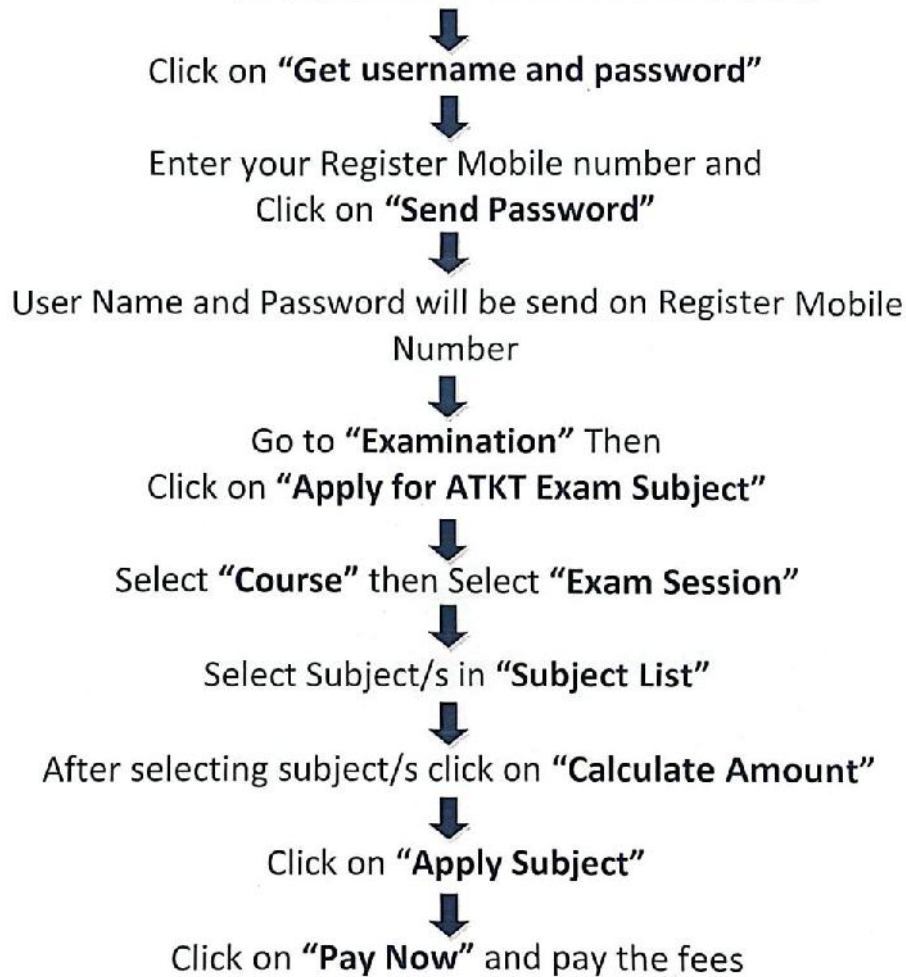 Click on “Get username and password”
Enter your Register Mobile number and
Click on “Send Password”
User Name and Password will be send on Register Mobile
Number
Go to “Examination” Then
Click on “Apply for ATKT Exam Subject”
Select “Course” then Select “Exam Session”
Select Subject/s in “Subject List”
After selecting subject/s click on “Calculate Amount”
Click on “Apply Subject”
Click on “Pay Now” and pay the fees